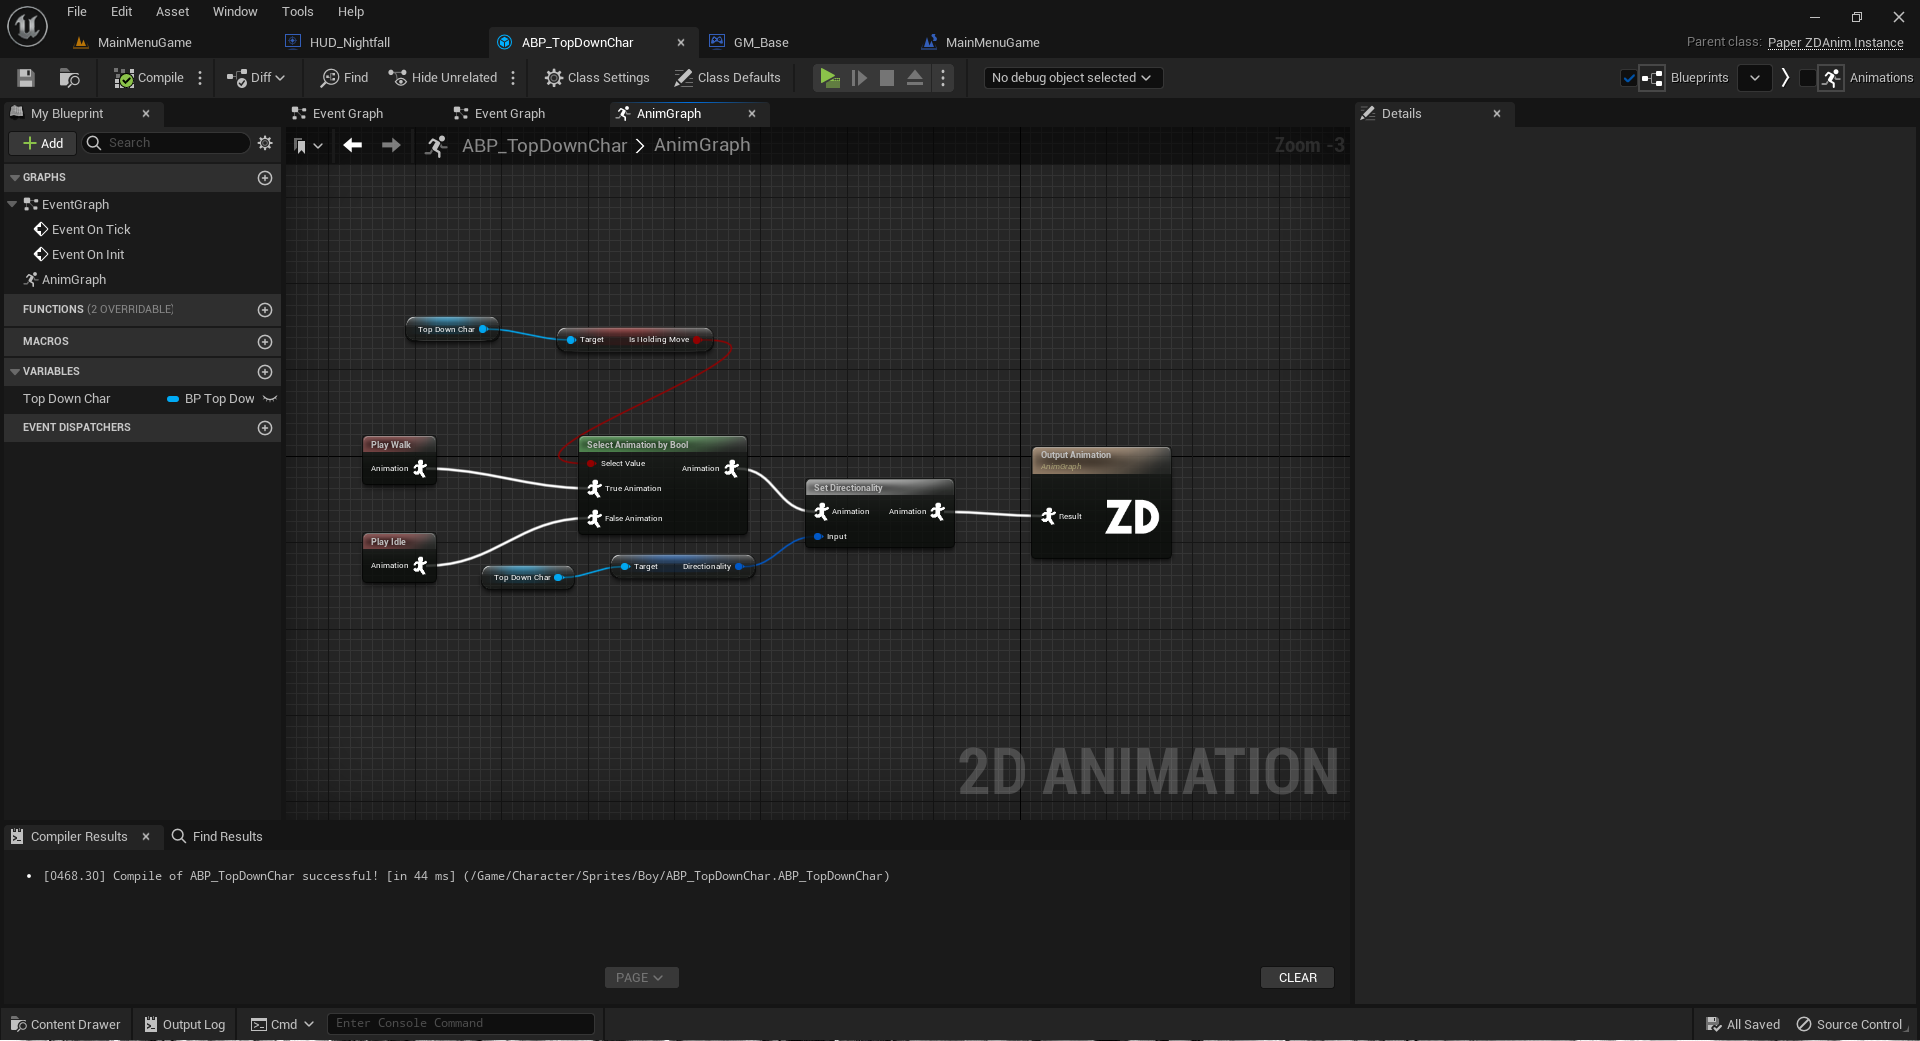 File Edit Asset Window Tools Help
MainMenuGame HUD_Nightfall ABP_TopDownChar GM_Base MainMenuGame Parent class: Paper ZDAnim Instance
Compile Diff Find Hide Unrelated Class Settings Class Defaults No debug object selected Blueprints Animations
My Blueprint Event Graph Event Graph AnimGraph Details
Add Search ABP_TopDownChar AnimGraph Zoom -3
GRAPHS
EventGraph
Event On Tick
Event On Init
AnimGraph
FUNCTIONS (2 OVERRIDABLE)
MACROS
VARIABLES
Top Down Char BP Top Dow
EVENT DISPATCHERS
Top Down Char
Target Is Holding Move
Play Walk
Animation
Select Animation by Bool
Select Value Animation
True Animation
False Animation
Play Idle
Animation
Top Down Char
Target Directionality
Set Directionality
Animation Animation
Input
Output Animation
AnimGraph
Result ZD
2D ANIMATION
Compiler Results Find Results
[0468.30] Compile of ABP_TopDownChar successful! [in 44 ms] (/Game/Character/Sprites/Boy/ABP_TopDownChar.ABP_TopDownChar)
PAGE CLEAR
Content Drawer Output Log Cmd Enter Console Command All Saved Source Control